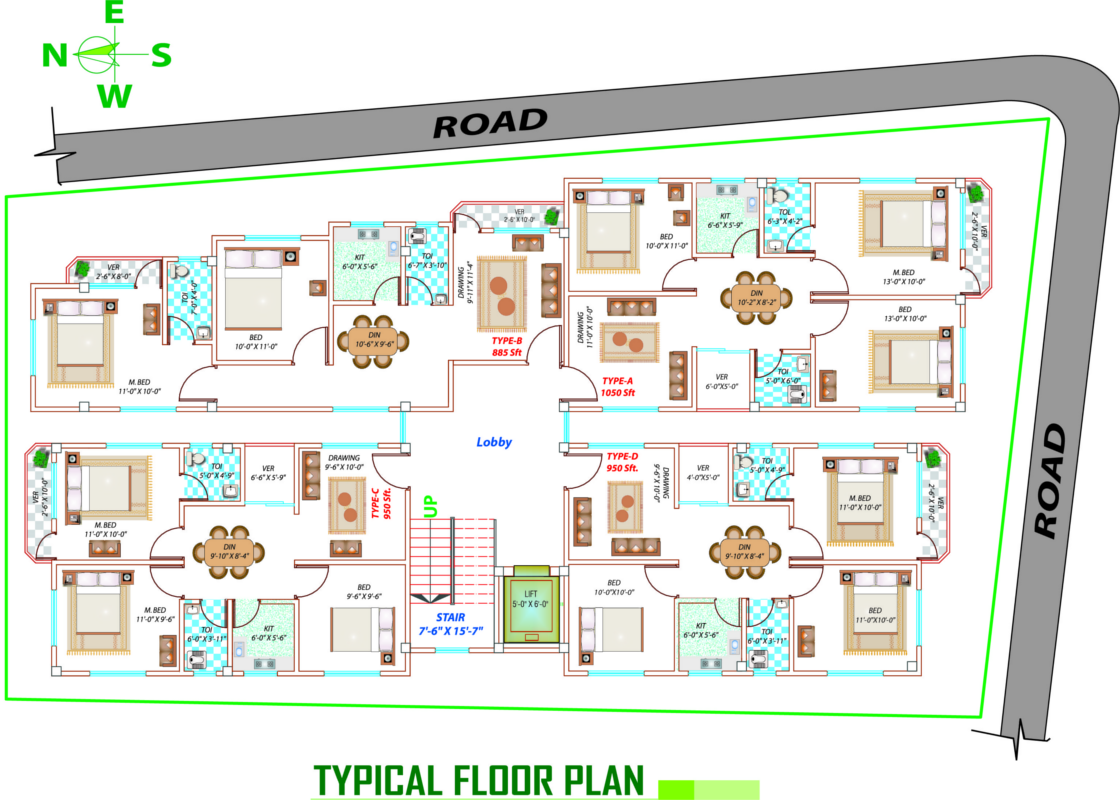 E
N
S
W
ROAD
ROAD
VER
2'-6" X 8'-0"
TOI
7'-0" X 4'-0"
M. BED
11'-0" X 10'-0"
BED
10'-0" X 11'-0"
KIT
6'-0" X 5'-6"
TOI
6'-7" X 3'-10"
DIN
10'-6" X 9'-6"
VER
2'-6" X 10'-0"
DRAWING
9'-11" X 11'-4"
TYPE-B
885 Sft
BED
10'-0" X 11'-0"
KIT
6'-6" X 5'-9"
TOI
6'-3" X 4'-2"
M. BED
13'-0" X 10'-0"
VER
2'-6" X 10'-0"
DIN
10'-2" X 8'-2"
DRAWING
11'-0" X 10'-0"
TYPE-A
1050 Sft
VER
6'-0"X5'-0"
TOI
5'-0" X 6'-0"
BED
13'-0" X 10'-0"
Lobby
VER
2'-6" X 10'-0"
M. BED
11'-0" X 10'-0"
TOI
5'-0" X 4'-9"
VER
6'-6" X 5'-9"
DRAWING
9'-6" X 10'-0"
TYPE-C
950 Sft.
DIN
9'-10" X 8'-4"
M. BED
11'-0" X 9'-6"
TOI
6'-0" X 3'-11"
KIT
6'-0" X 5'-6"
BED
9'-6" X 9'-6"
UP
STAIR
7'-6" X 15'-7"
LIFT
5'-0" X 6'-0"
TYPE-D
950 Sft.
DRAWING
9'-6" X 10'-0"
VER
4'-0"X5'-0"
TOI
5'-0" X 4'-9"
M. BED
11'-0" X 10'-0"
VER
2'-6" X 10'-0"
DIN
9'-10" X 8'-4"
BED
10'-0"X10'-0"
KIT
6'-0" X 5'-6"
TOI
6'-0" X 3'-11"
BED
11'-0"X10'-0"
TYPICAL FLOOR PLAN